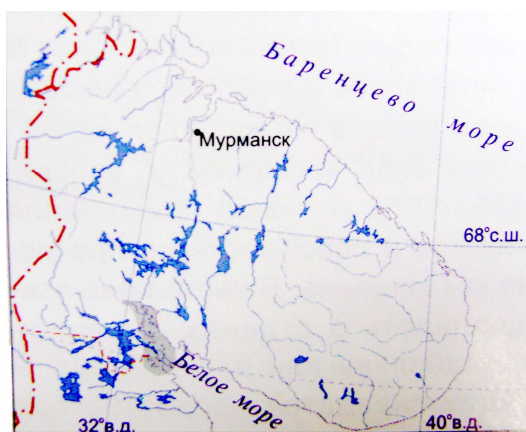 Баренцево море
Мурманск
68°с.ш.
Белое море
32°в.д.
40°в.д.